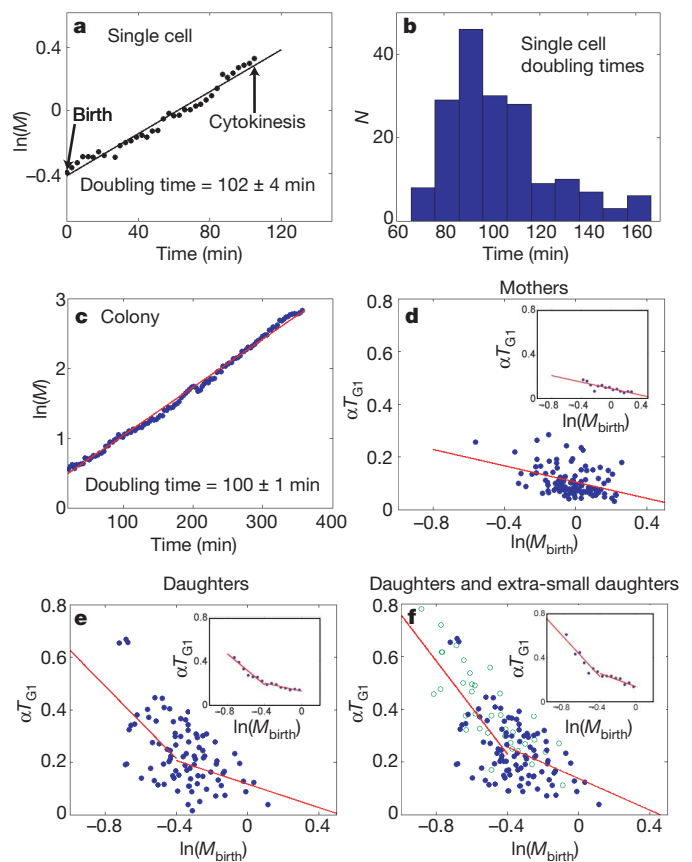 a
Single cell
ln(M)
0.4
0
−0.4
Birth
Cytokinesis
Doubling time = 102 ± 4 min
0
40
80
120
Time (min)
b
Single cell
doubling times
N
40
20
0
60
80
100
120
140
160
Time (min)
c
Colony
ln(M)
3
2
1
0
Doubling time = 100 ± 1 min
100
200
300
400
Time (min)
Mothers
d
αTG1
0.8
0.6
0.4
0.2
0
−0.8
−0.4
0
0.4
ln(Mbirth)
αTG1
0.8
0.4
0
−0.8
−0.4
0
0.4
ln(Mbirth)
Daughters
e
αTG1
0.8
0.6
0.4
0.2
0
−0.8
−0.4
0
0.4
ln(Mbirth)
αTG1
0.8
0.4
0
−0.8
−0.4
0
ln(Mbirth)
Daughters and extra-small daughters
f
αTG1
0.8
0.6
0.4
0.2
0
−0.8
−0.4
0
0.4
ln(Mbirth)
αTG1
0.8
0.4
0
−0.8
−0.4
0
ln(Mbirth)